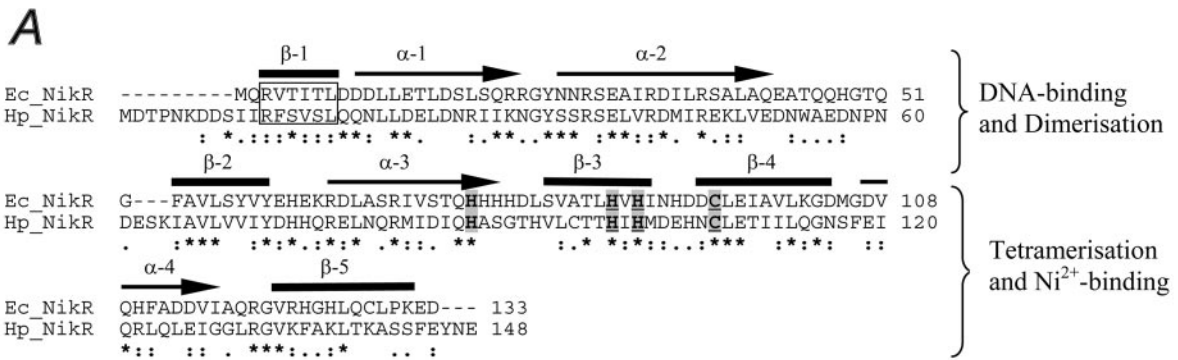 A
β-1 α-1 α-2
Ec_NikR ---------MQRVTITLDDDLLETLDSLSQRRGYNNRSEAIRDILRSALAQEATQQHGTQ 51
Hp_NikR MDTPNKDDSIIRFSVSLQQNLLDELDNRIIKNGYSSRSELVRDMIREKLVEDNWAEDNPN 60
: *.:::*::**: **. :.**.***.:**::*. *.:: :..:
DNA-binding
and Dimerisation
β-2 α-3 β-3 β-4
Ec_NikR G---FAVLSYVYEHEKRDLASRIVSTQHHHHDLSVATLHVHINHDDCLEIAVLKGDMGDV 108
Hp_NikR DESKIAVLVVIYDHHQRELNQRMIDIQHASGTHVLCTTHIHMDEHNCLETIILQGNSFEI 120
. :*** :*:*.:*:* .*::. ** :.* *:*::..:*** :*:*: ::
Tetramerisation
and Ni²⁺-binding
α-4 β-5
Ec_NikR QHFADDVIAQRGVRHGHLQCLPKED--- 133
Hp_NikR QRLQLEIGGLRGVKFAKLTKASSFEYNE 148
*:: :: . ***:..:* .. :